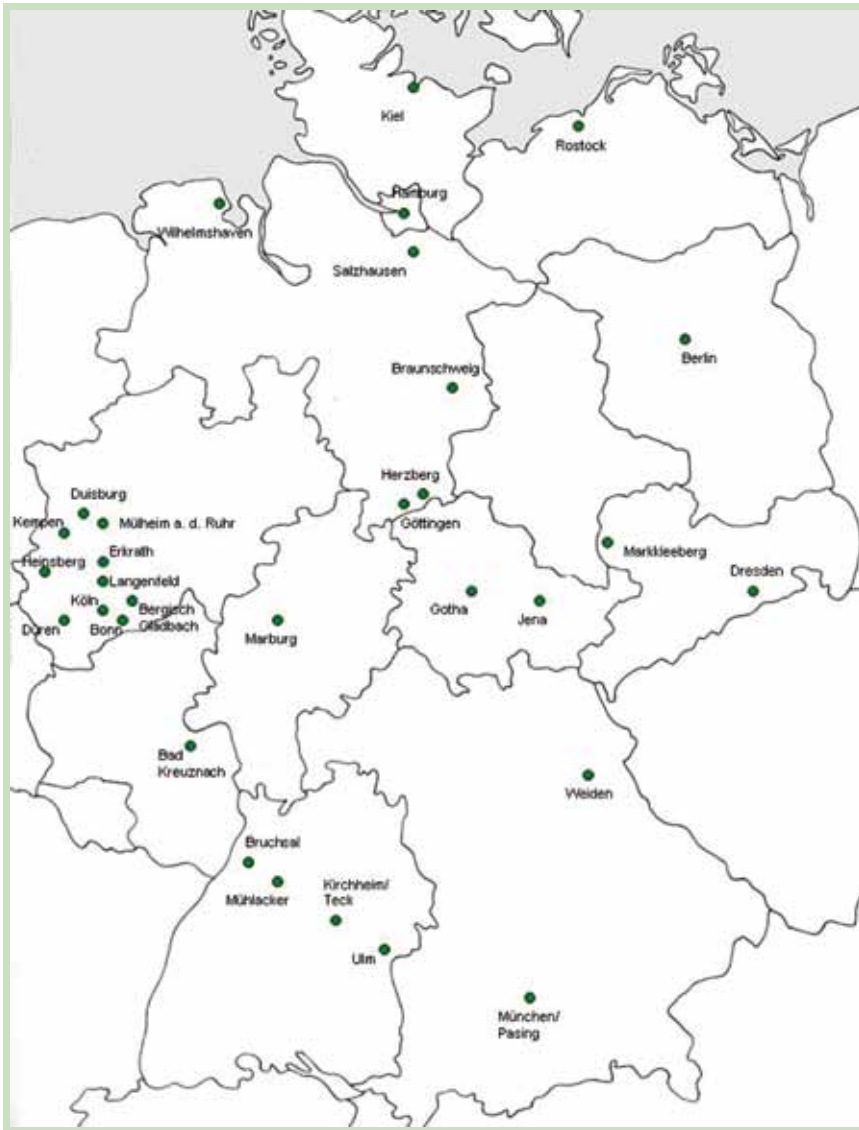 Kiel
Rostock
Hamburg
Wilhelmshaven
Salzhausen
Berlin
Braunschweig
Herzberg
Göttingen
Duisburg
Kempen
Mülheim a. d. Ruhr
Markkleeberg
Erkrath
Heinsberg
Langenfeld
Dresden
Köln
Bergisch
Gladbach
Gotha
Jena
Düren
Bonn
Marburg
Bad
Kreuznach
Weiden
Bruchsal
Mühlacker
Kirchheim/
Teck
Ulm
München/
Pasing